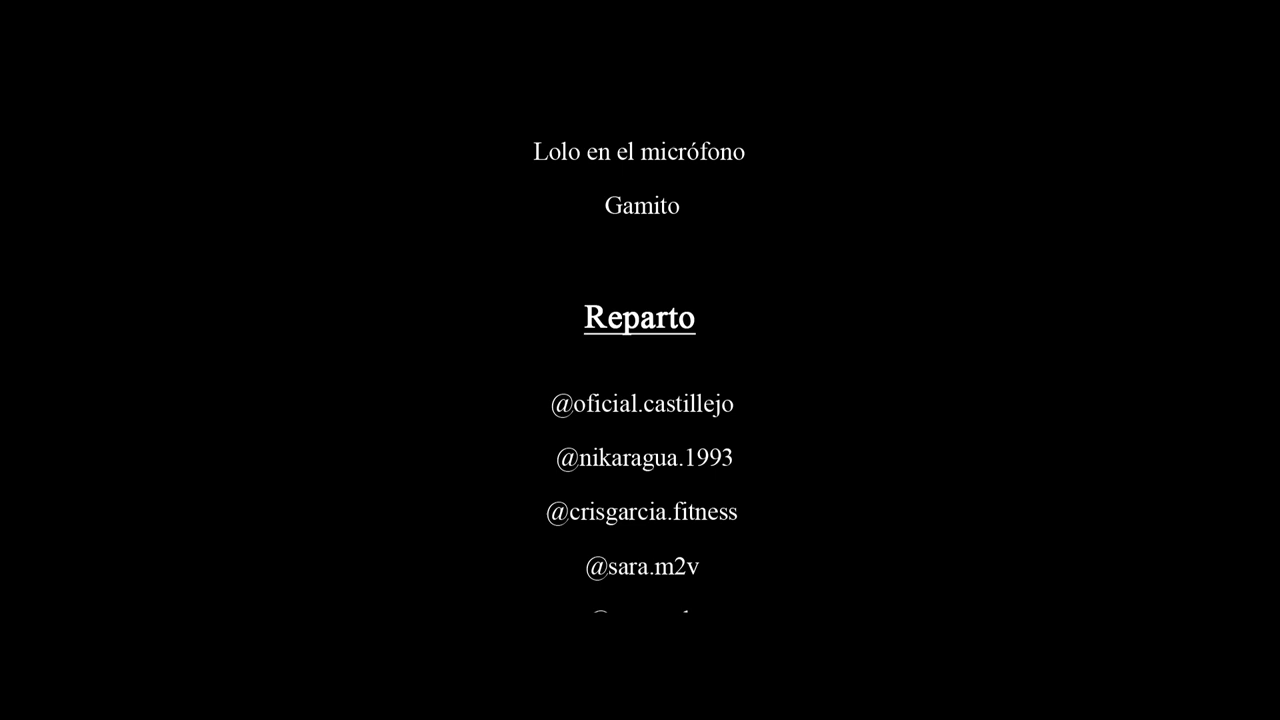 Lolo en el micrófono
Gamito
Reparto
@oficial.castillejo
@nikaragua.1993
@crisgarcia.fitness
@sara.m2v